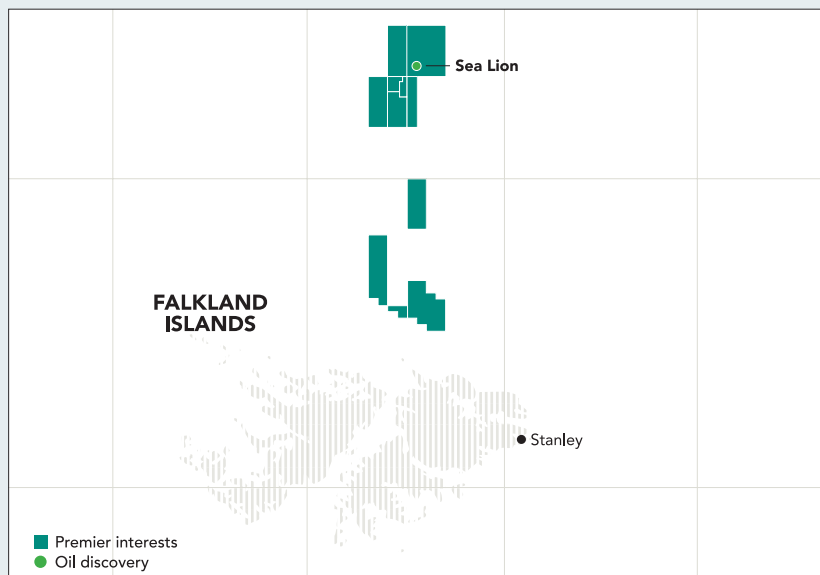 Sea Lion
FALKLAND
ISLANDS
Stanley
Premier interests
Oil discovery